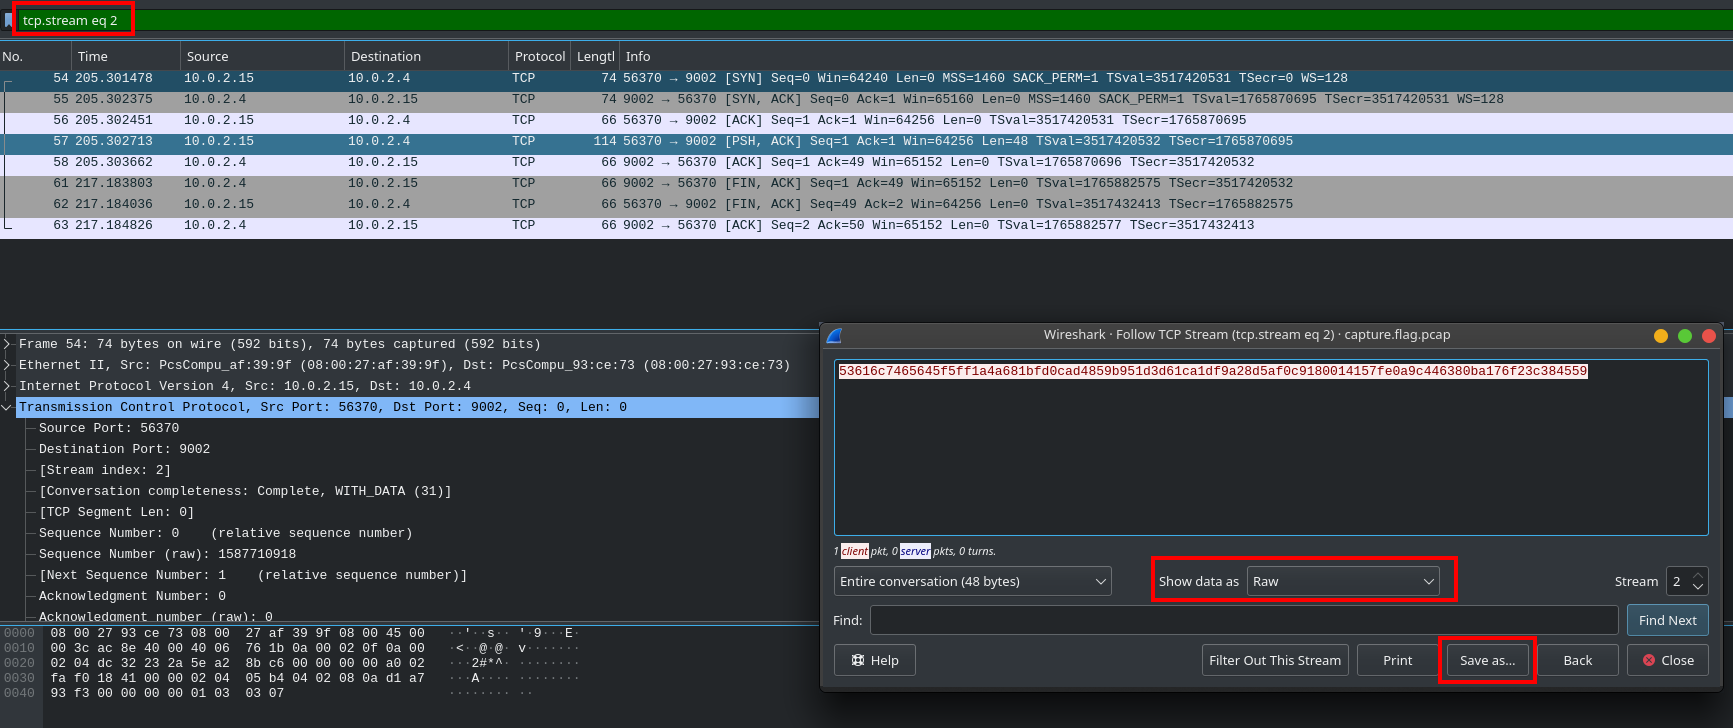 tcp.stream eq 2
No. Time Source Destination Protocol Lengtl Info
54 205.301478 10.0.2.15 10.0.2.4 TCP 74 56370 → 9002 [SYN] Seq=0 Win=64240 Len=0 MSS=1460 SACK_PERM=1 TSval=3517420531 TSecr=0 WS=128
55 205.302375 10.0.2.4 10.0.2.15 TCP 74 9002 → 56370 [SYN, ACK] Seq=0 Ack=1 Win=65160 Len=0 MSS=1460 SACK_PERM=1 TSval=1765870695 TSecr=3517420531 WS=128
56 205.302451 10.0.2.15 10.0.2.4 TCP 66 56370 → 9002 [ACK] Seq=1 Ack=1 Win=64256 Len=0 TSval=3517420531 TSecr=1765870695
57 205.302713 10.0.2.15 10.0.2.4 TCP 114 56370 → 9002 [PSH, ACK] Seq=1 Ack=1 Win=64256 Len=48 TSval=3517420532 TSecr=1765870695
58 205.303662 10.0.2.4 10.0.2.15 TCP 66 9002 → 56370 [ACK] Seq=1 Ack=49 Win=65152 Len=0 TSval=1765870696 TSecr=3517420532
61 217.183803 10.0.2.4 10.0.2.15 TCP 66 9002 → 56370 [FIN, ACK] Seq=1 Ack=49 Win=65152 Len=0 TSval=1765882575 TSecr=3517420532
62 217.184036 10.0.2.15 10.0.2.4 TCP 66 56370 → 9002 [FIN, ACK] Seq=49 Ack=2 Win=64256 Len=0 TSval=3517432413 TSecr=1765882575
63 217.184826 10.0.2.4 10.0.2.15 TCP 66 9002 → 56370 [ACK] Seq=2 Ack=50 Win=65152 Len=0 TSval=1765882577 TSecr=3517432413
Frame 54: 74 bytes on wire (592 bits), 74 bytes captured (592 bits)
Ethernet II, Src: PcsCompu_af:39:9f (08:00:27:af:39:9f), Dst: PcsCompu_93:ce:73 (08:00:27:93:ce:73)
Internet Protocol Version 4, Src: 10.0.2.15, Dst: 10.0.2.4
Transmission Control Protocol, Src Port: 56370, Dst Port: 9002, Seq: 0, Len: 0
Source Port: 56370
Destination Port: 9002
[Stream index: 2]
[Conversation completeness: Complete, WITH_DATA (31)]
[TCP Segment Len: 0]
Sequence Number: 0    (relative sequence number)
Sequence Number (raw): 1587710918
[Next Sequence Number: 1    (relative sequence number)]
Acknowledgment Number: 0
Acknowledgment number (raw): 0
0000 08 00 27 93 ce 73 08 00 27 af 39 9f 08 00 45 00 ··'··s·· '·9···E·
0010 00 3c ac 8e 40 00 40 06 76 1b 0a 00 02 0f 0a 00 ·<··@·@· v·······
0020 02 04 dc 32 23 2a 5e a2 8b c6 00 00 00 00 a0 02 ···2#*^· ········
0030 fa f0 18 41 00 00 02 04 05 b4 04 02 08 0a d1 a7 ···A···· ········
0040 93 f3 00 00 00 00 01 03 03 07 ········ ··
Wireshark · Follow TCP Stream (tcp.stream eq 2) · capture.flag.pcap
53616c7465645f5ff1a4a681bfd0cad4859b951d3d61ca1df9a28d5af0c9180014157fe0a9c446380ba176f23c384559
1 client pkt, 0 server pkts, 0 turns.
Entire conversation (48 bytes) Show data as Raw Stream 2
Find: Find Next
Help Filter Out This Stream Print Save as... Back Close